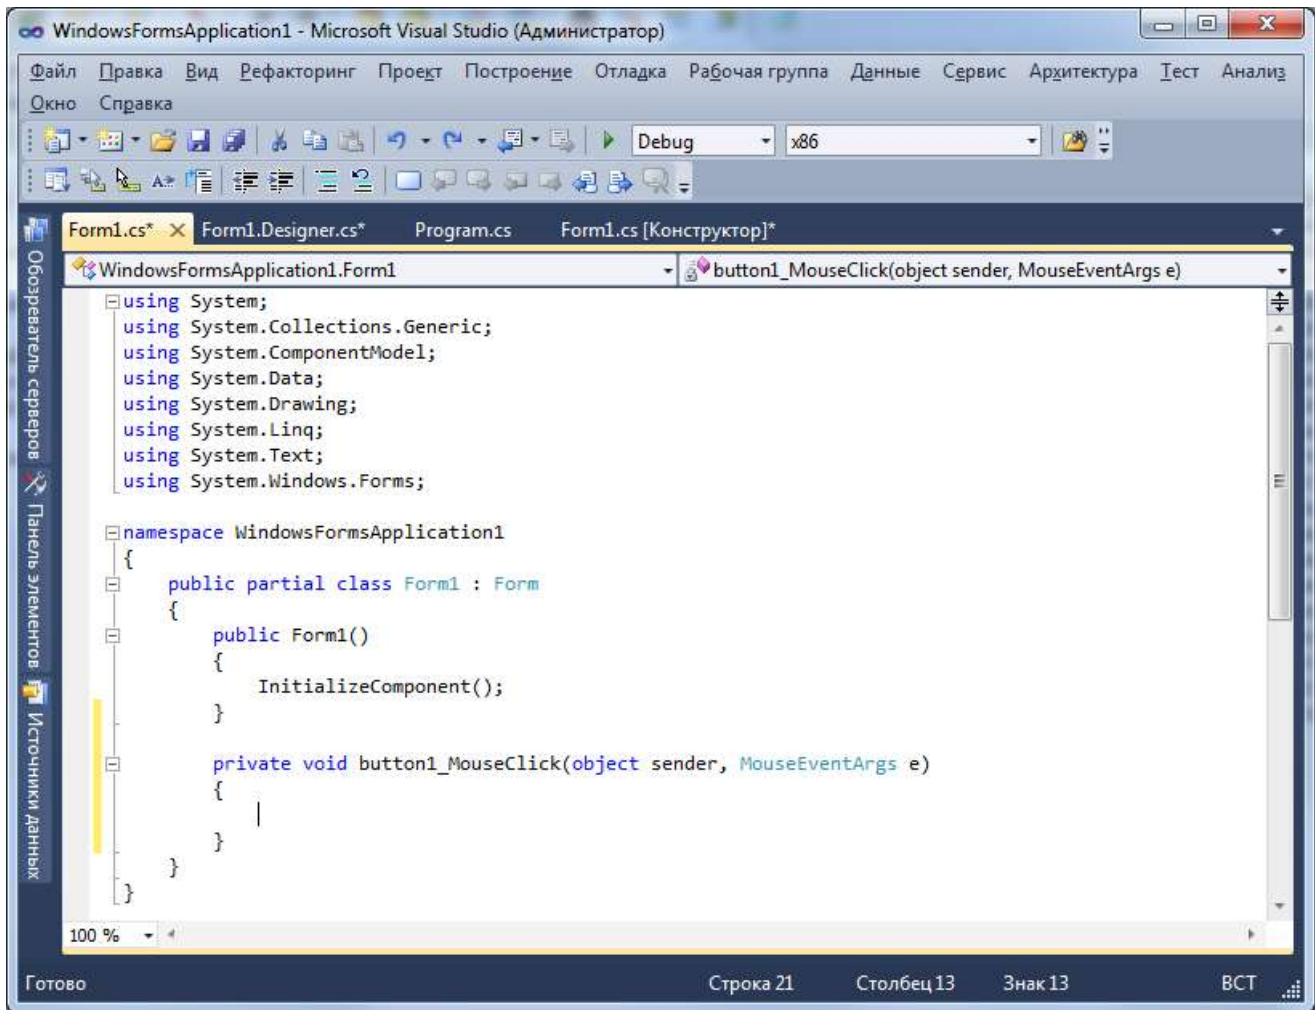 WindowsFormsApplication1 - Microsoft Visual Studio (Администратор)
Файл Правка Вид Рефакторинг Проект Построение Отладка Рабочая группа Данные Сервис Архитектура Тест Анализ
Окно Справка
Debug x86
Form1.cs* Form1.Designer.cs* Program.cs Form1.cs [Конструктор]*
WindowsFormsApplication1.Form1 button1_MouseClick(object sender, MouseEventArgs e)
Обозреватель серверов
Панель элементов
Источники данных
using System;
using System.Collections.Generic;
using System.ComponentModel;
using System.Data;
using System.Drawing;
using System.Linq;
using System.Text;
using System.Windows.Forms;
namespace WindowsFormsApplication1
{
public partial class Form1 : Form
{
public Form1()
{
InitializeComponent();
}
private void button1_MouseClick(object sender, MouseEventArgs e)
{
}
}
}
100 %
Готово Строка 21 Столбец 13 Знак 13 ВСТ